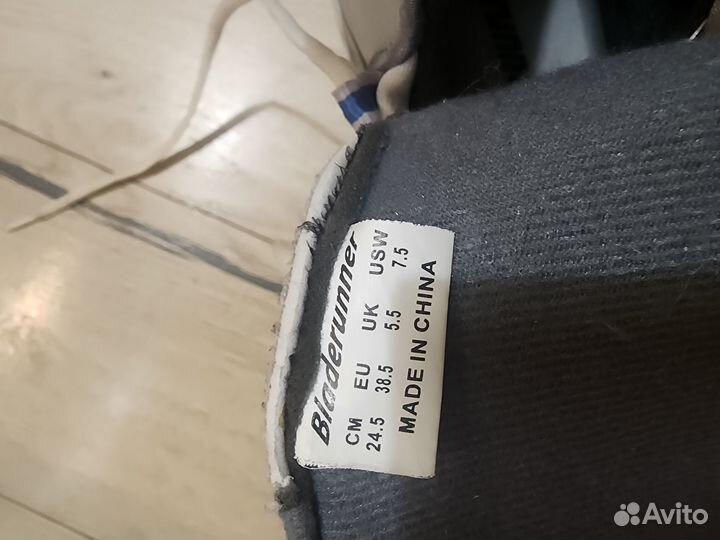 Bladerunner
CM EU UK USW
24.5 38.5 5.5 7.5
MADE IN CHINA
Avito